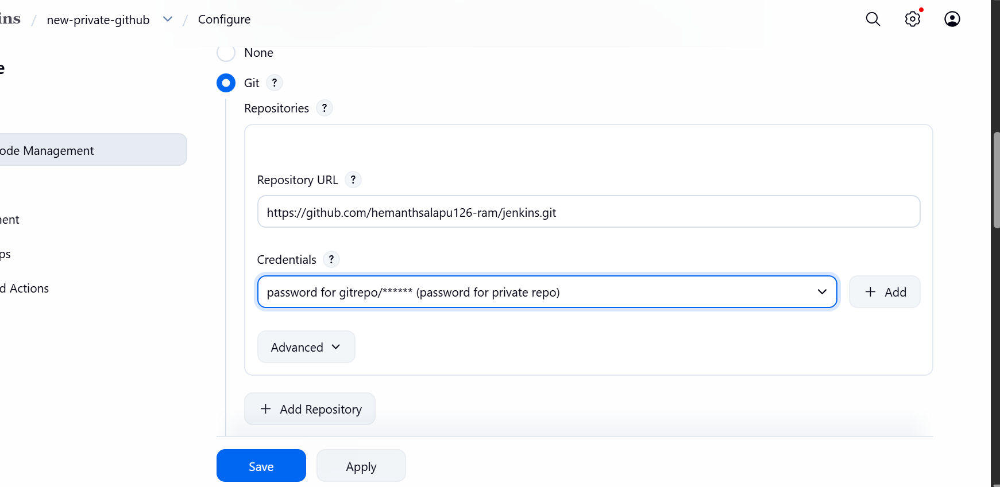 ins / new-private-github / Configure
None
e
Git ?
Repositories ?
ode Management
Repository URL ?
https://github.com/hemanthsalapu126-ram/jenkins.git
nent
Credentials ?
ps
password for gitrepo/****** (password for private repo)
+ Add
d Actions
Advanced
+ Add Repository
Save
Apply